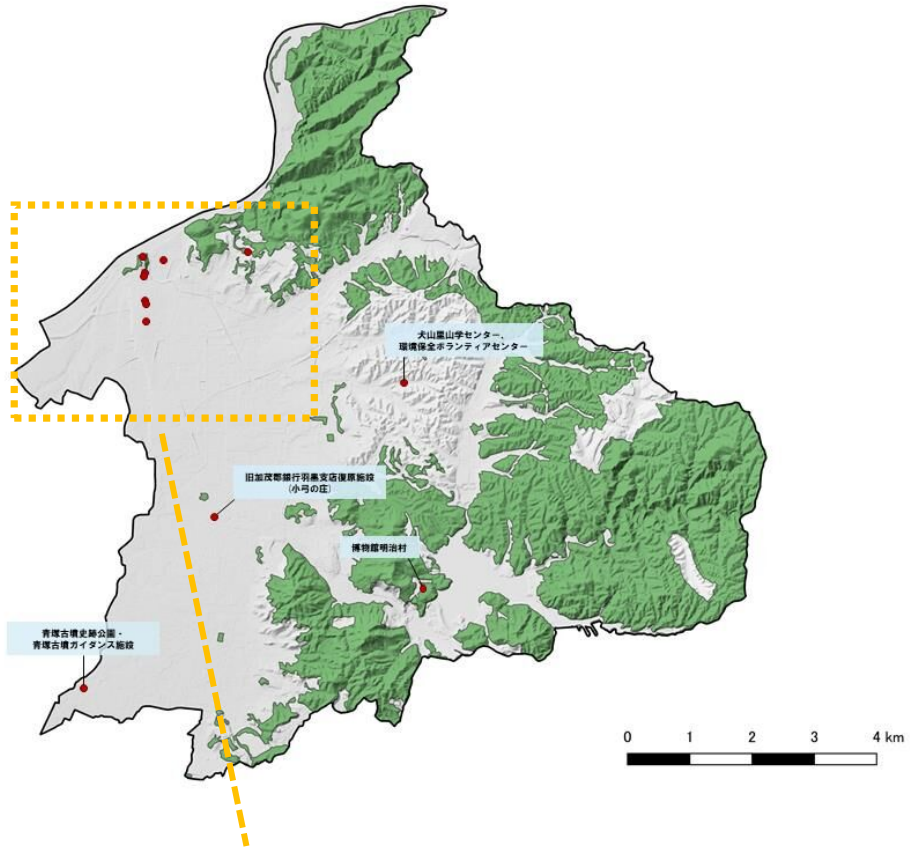 犬山里山学センター、
環境保全ボランティアセンター
旧加茂郡銀行羽黒支店復原施設
(小弓の庄)
博物館明治村
青塚古墳史跡公園・
青塚古墳ガイダンス施設
0 1 2 3 4 km